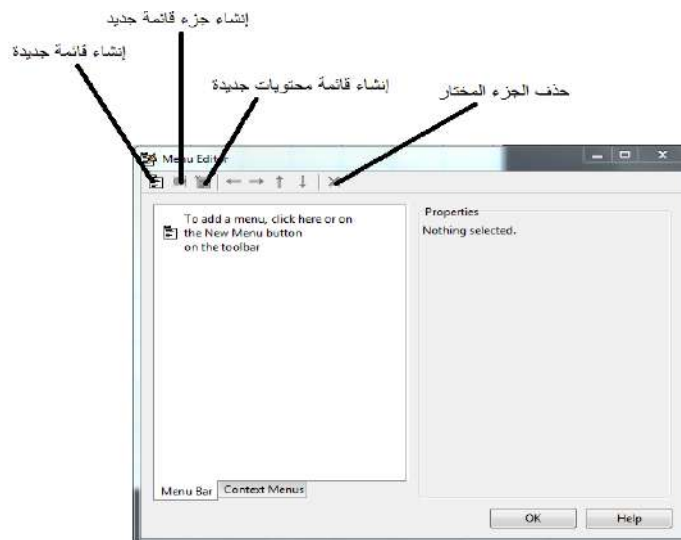 إنشاء جزء قائمة جديد
إنشاء قائمة جديدة
إنشاء قائمة محتويات جديدة
حذف الجزء المختار
Menu Editor
To add a menu, click here or on
the New Menu button
on the toolbar
Properties
Nothing selected.
Menu Bar
Context Menus
OK
Help